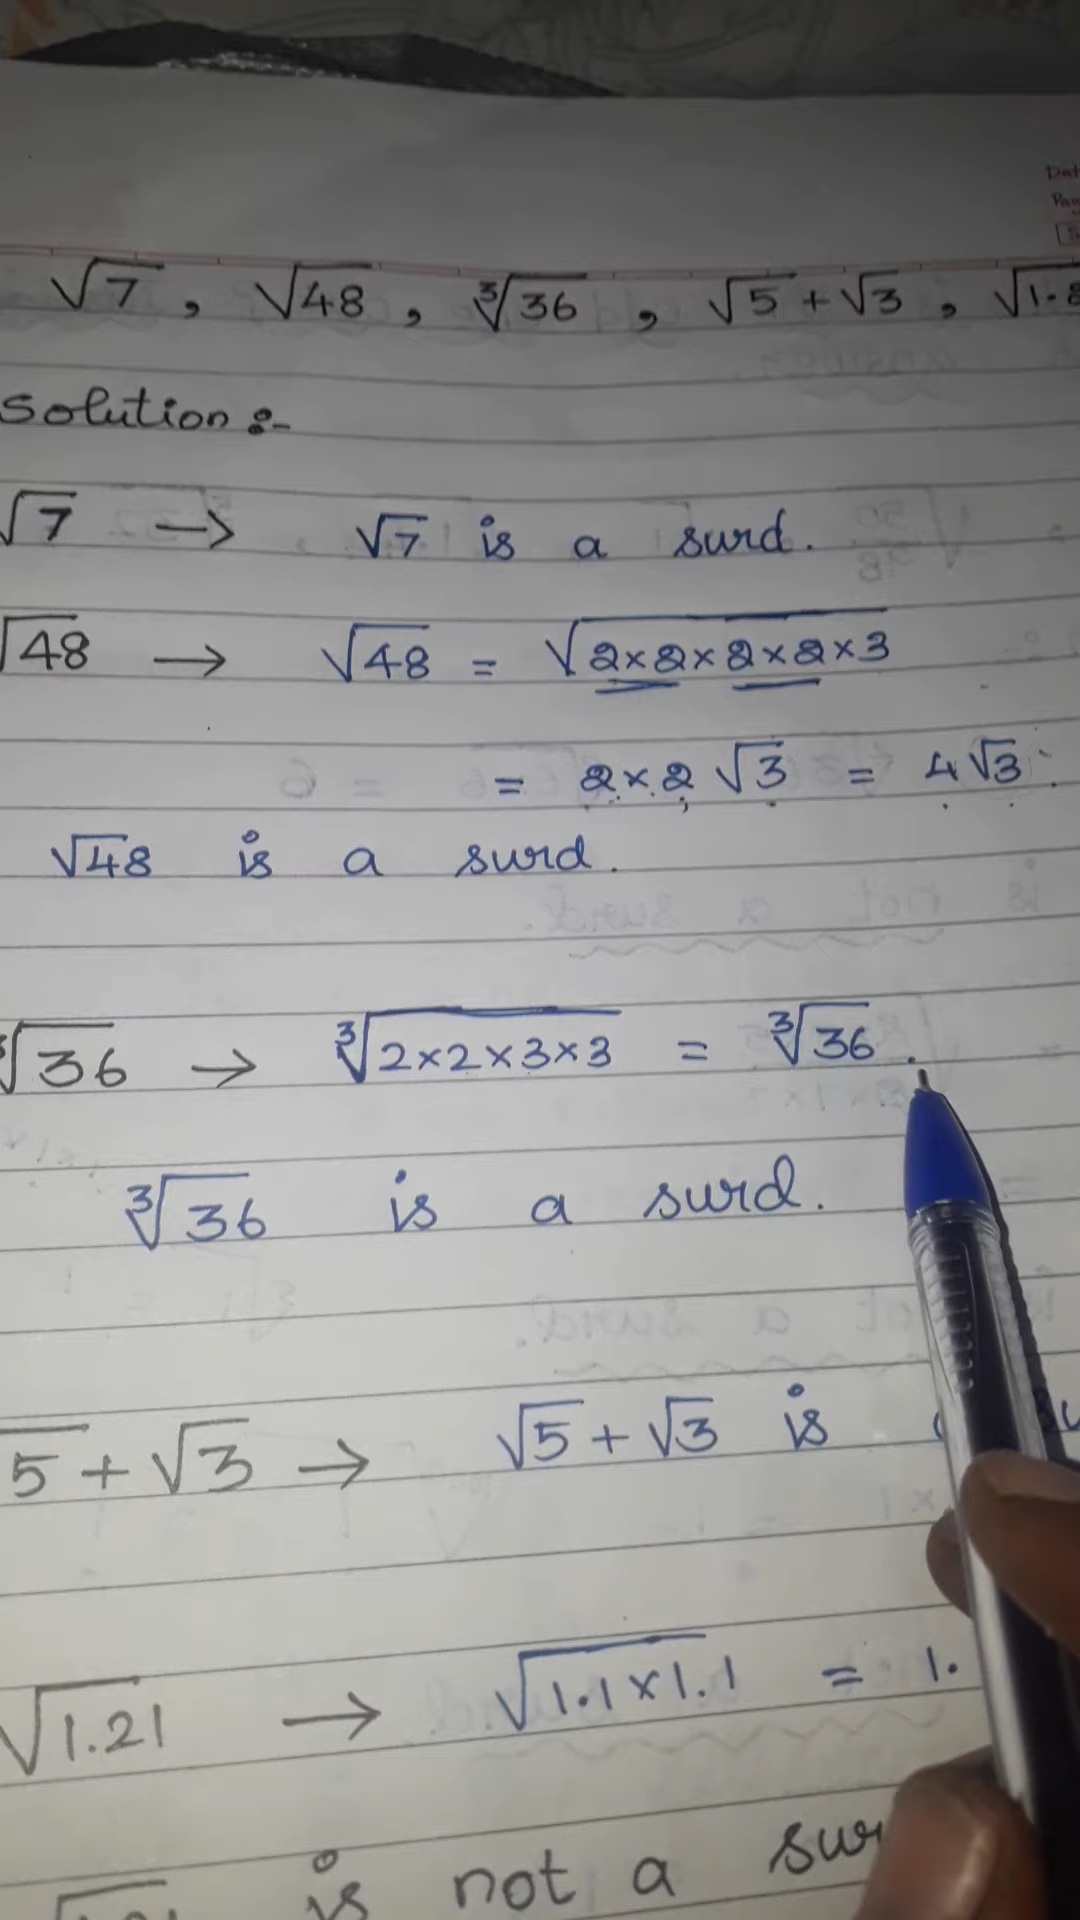 √7 , √48 , ∛36 , √5 + √3 , √1.
Solution :-
√7 → √7 is a surd.
√48 → √48 = √2×2×2×2×3
= 2×2 √3 = 4√3
√48 is a surd.
∛36 → ∛2×2×3×3 = ∛36 .
∛36 is a surd.
√5 + √3 → √5 + √3 is
√1.21 → √1.1×1.1 = 1.
is not a